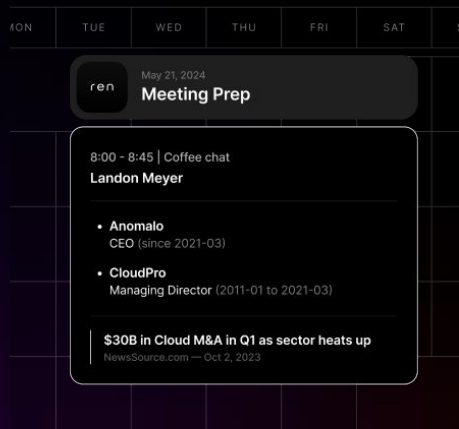 MON TUE WED THU FRI SAT
ren
May 21, 2024
Meeting Prep
8:00 - 8:45 | Coffee chat
Landon Meyer
• Anomalo
CEO (since 2021-03)
• CloudPro
Managing Director (2011-01 to 2021-03)
$30B in Cloud M&A in Q1 as sector heats up
NewsSource.com — Oct 2, 2023